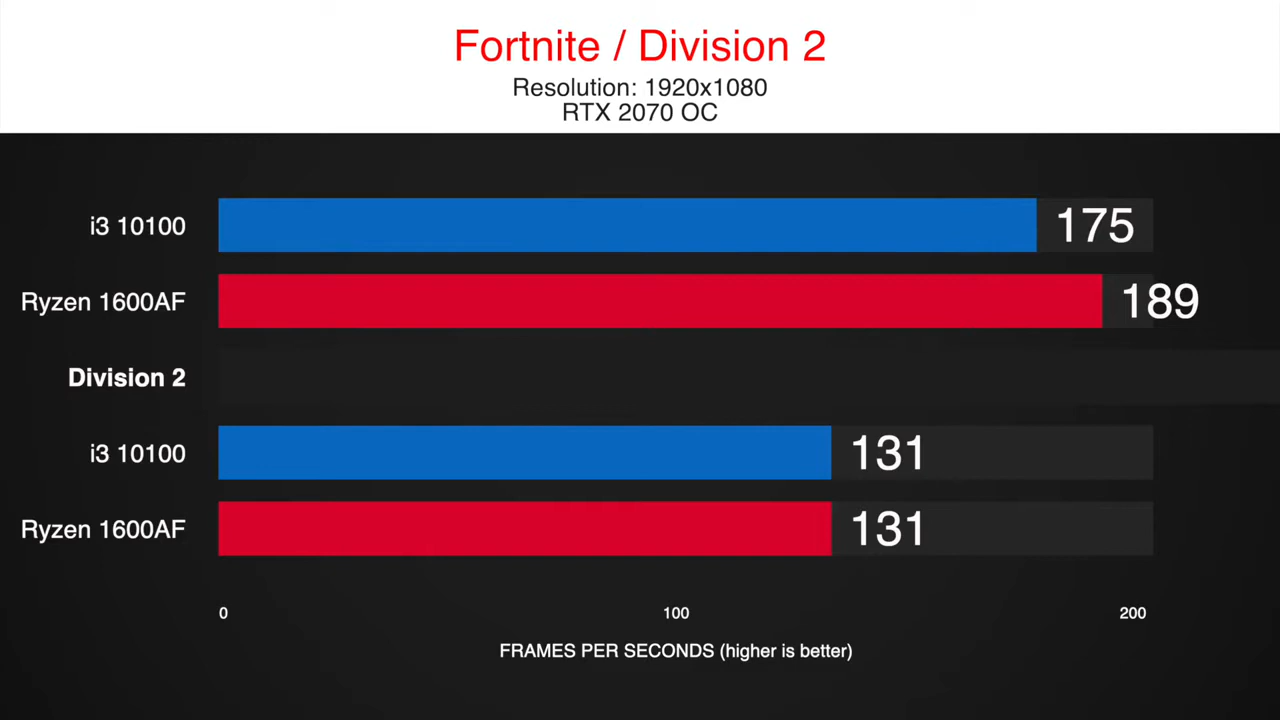 Fortnite / Division 2
Resolution: 1920x1080
RTX 2070 OC
i3 10100 175
Ryzen 1600AF 189
Division 2
i3 10100 131
Ryzen 1600AF 131
0 100 200
FRAMES PER SECONDS (higher is better)